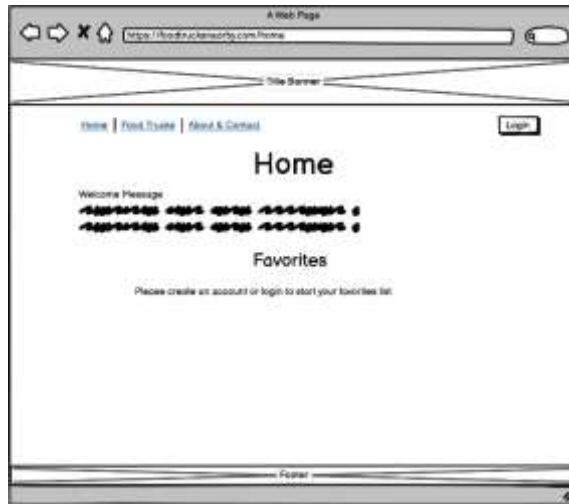 A Web Page
https://foodtrucksnearby.com/home
Title Banner
Home | Food Trucks | About & Contact
Login
Home
Welcome Message
Favorites
Please create an account or login to start your favorites list
Footer